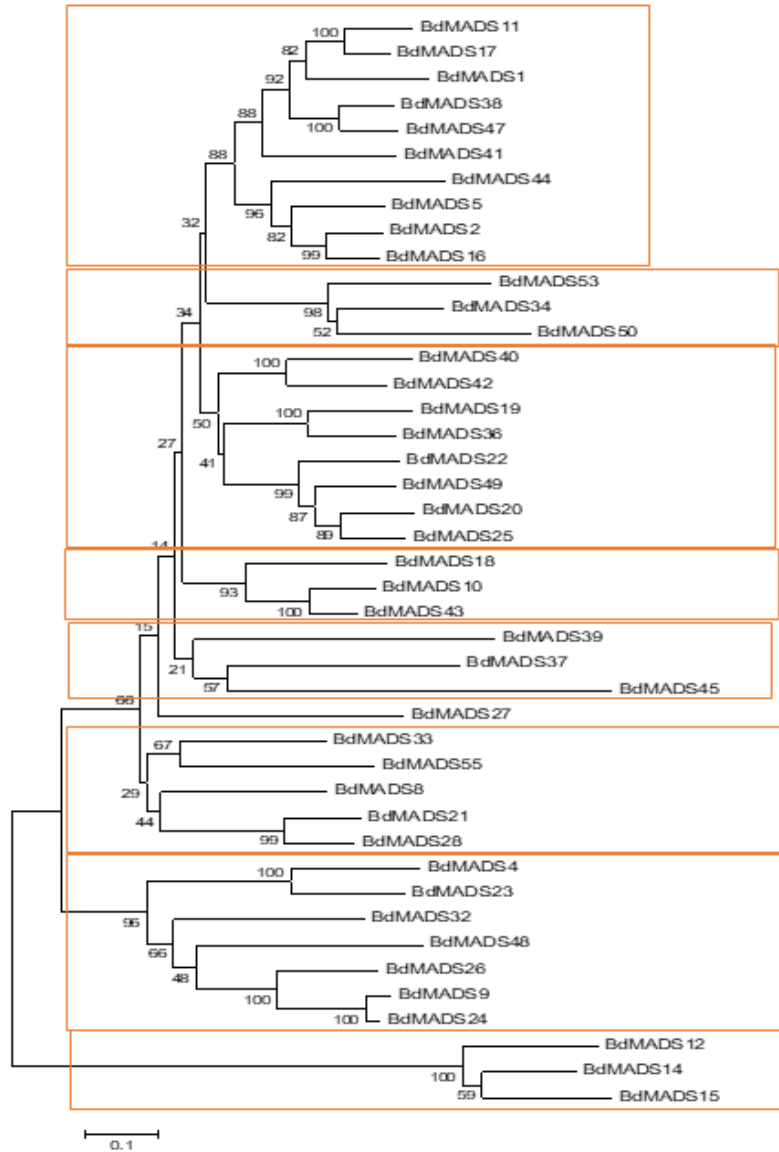 BdMADS11
100
82
BdMADS17
92
BdMADS1
BdMADS38
88
100
BdMADS47
88
BdMADS41
BdMADS44
96
BdMADS5
32
82
BdMADS2
99
BdMADS16
BdMADS53
98
BdMADS34
34
52
BdMADS50
100
BdMADS40
BdMADS42
50
100
BdMADS19
BdMADS36
27
41
BdMADS22
99
BdMADS49
87
BdMADS20
89
BdMADS25
14
BdMADS18
93
BdMADS10
100
BdMADS43
15
BdMADS39
21
BdMADS37
57
BdMADS45
66
BdMADS27
67
BdMADS33
BdMADS55
29
BdMADS8
44
BdMADS21
99
BdMADS28
100
BdMADS4
BdMADS23
96
BdMADS32
66
BdMADS48
48
BdMADS26
100
BdMADS9
100
BdMADS24
BdMADS12
100
BdMADS14
59
BdMADS15
0.1